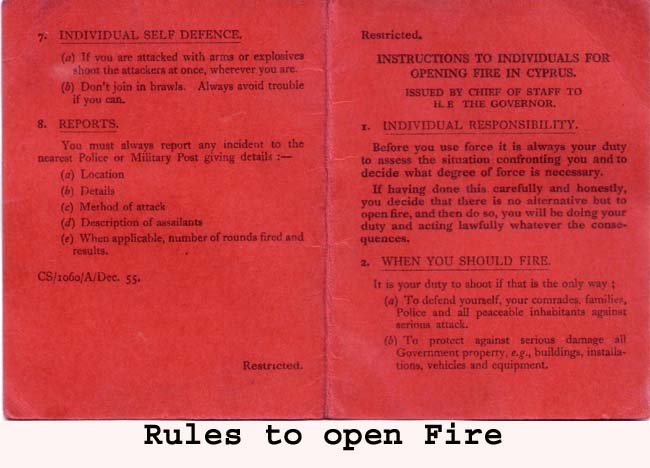 7. INDIVIDUAL SELF DEFENCE.
(a) If you are attacked with arms or explosives
shoot the attackers at once, wherever you are.
(b) Don't join in brawls. Always avoid trouble
if you can.
8. REPORTS.
You must always report any incident to the
nearest Police or Military Post giving details :—
(a) Location
(b) Details
(c) Method of attack
(d) Description of assailants
(e) When applicable, number of rounds fired and
results.
CS/1060/A/Dec. 55.
Restricted.
Restricted.
INSTRUCTIONS TO INDIVIDUALS FOR
OPENING FIRE IN CYPRUS.
ISSUED BY CHIEF OF STAFF TO
H.E THE GOVERNOR.
1. INDIVIDUAL RESPONSIBILITY.
Before you use force it is always your duty
to assess the situation confronting you and to
decide what degree of force is necessary.
If having done this carefully and honestly,
you decide that there is no alternative but to
open fire, and then do so, you will be doing your
duty and acting lawfully whatever the conse-
quences.
2. WHEN YOU SHOULD FIRE.
It is your duty to shoot if that is the only way ;
(a) To defend yourself, your comrades, families,
Police and all peaceable inhabitants against
serious attack.
(b) To protect against serious damage all
Government property, e.g., buildings, installa-
tions, vehicles and equipment.
Rules to open Fire